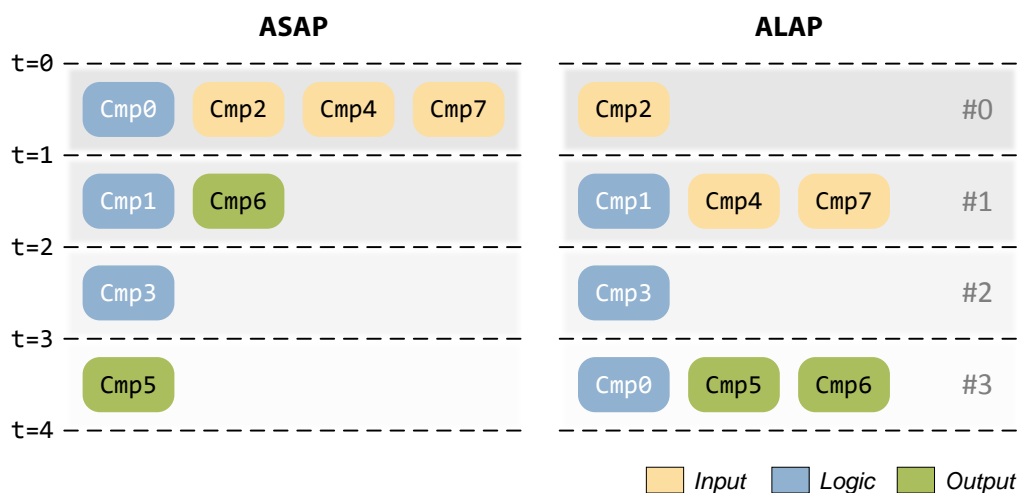 ASAP ALAP
t=0
Cmp0 Cmp2 Cmp4 Cmp7 Cmp2 #0
t=1
Cmp1 Cmp6 Cmp1 Cmp4 Cmp7 #1
t=2
Cmp3 Cmp3 #2
t=3
Cmp5 Cmp0 Cmp5 Cmp6 #3
t=4
Input Logic Output